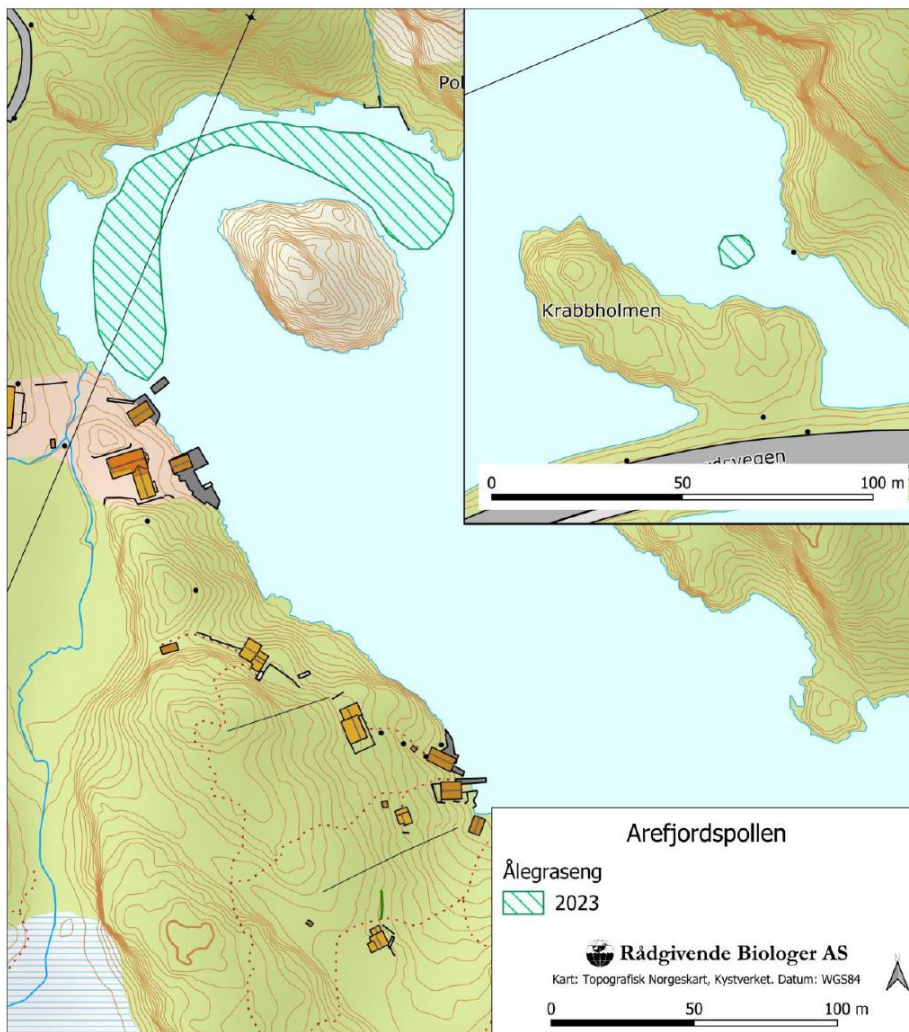 Pol
Krabbholmen
rdsvegen
0 50 100 m
Arefjordspollen
Ålegraseng
2023
Rådgivende Biologer AS
Kart: Topografisk Norgeskart, Kystverket. Datum: WGS84
N
0 50 100 m